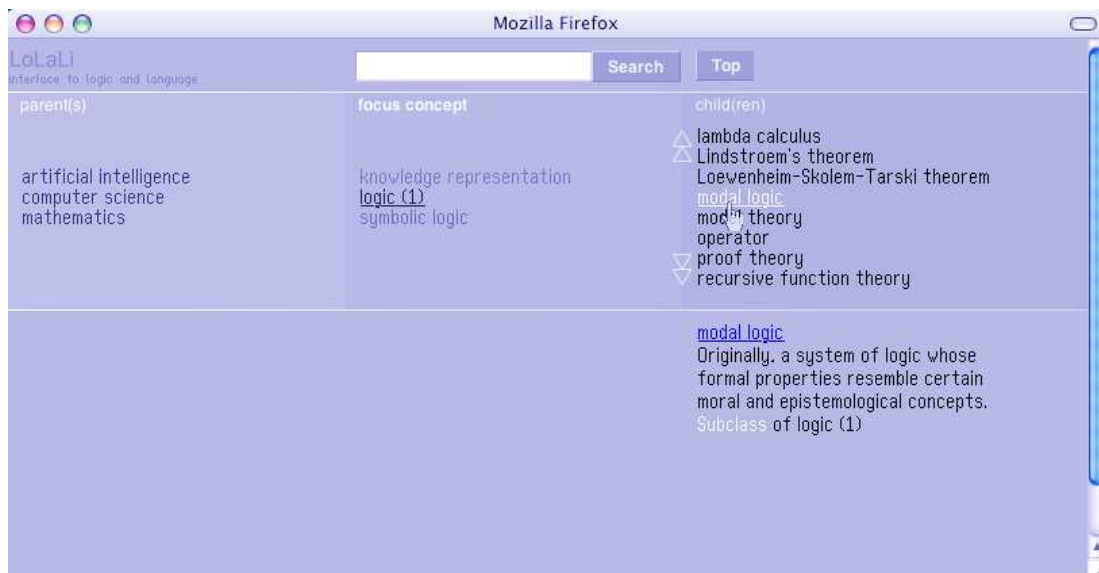 Mozilla Firefox
LoLaLi
interface to logic and language
Search
Top
parent(s)
focus concept
child(ren)
artificial intelligence
computer science
mathematics
knowledge representation
logic (1)
symbolic logic
lambda calculus
Lindstroem's theorem
Loewenheim-Skolem-Tarski theorem
modal logic
model theory
operator
proof theory
recursive function theory
modal logic
Originally, a system of logic whose
formal properties resemble certain
moral and epistemological concepts.
Subclass of logic (1)